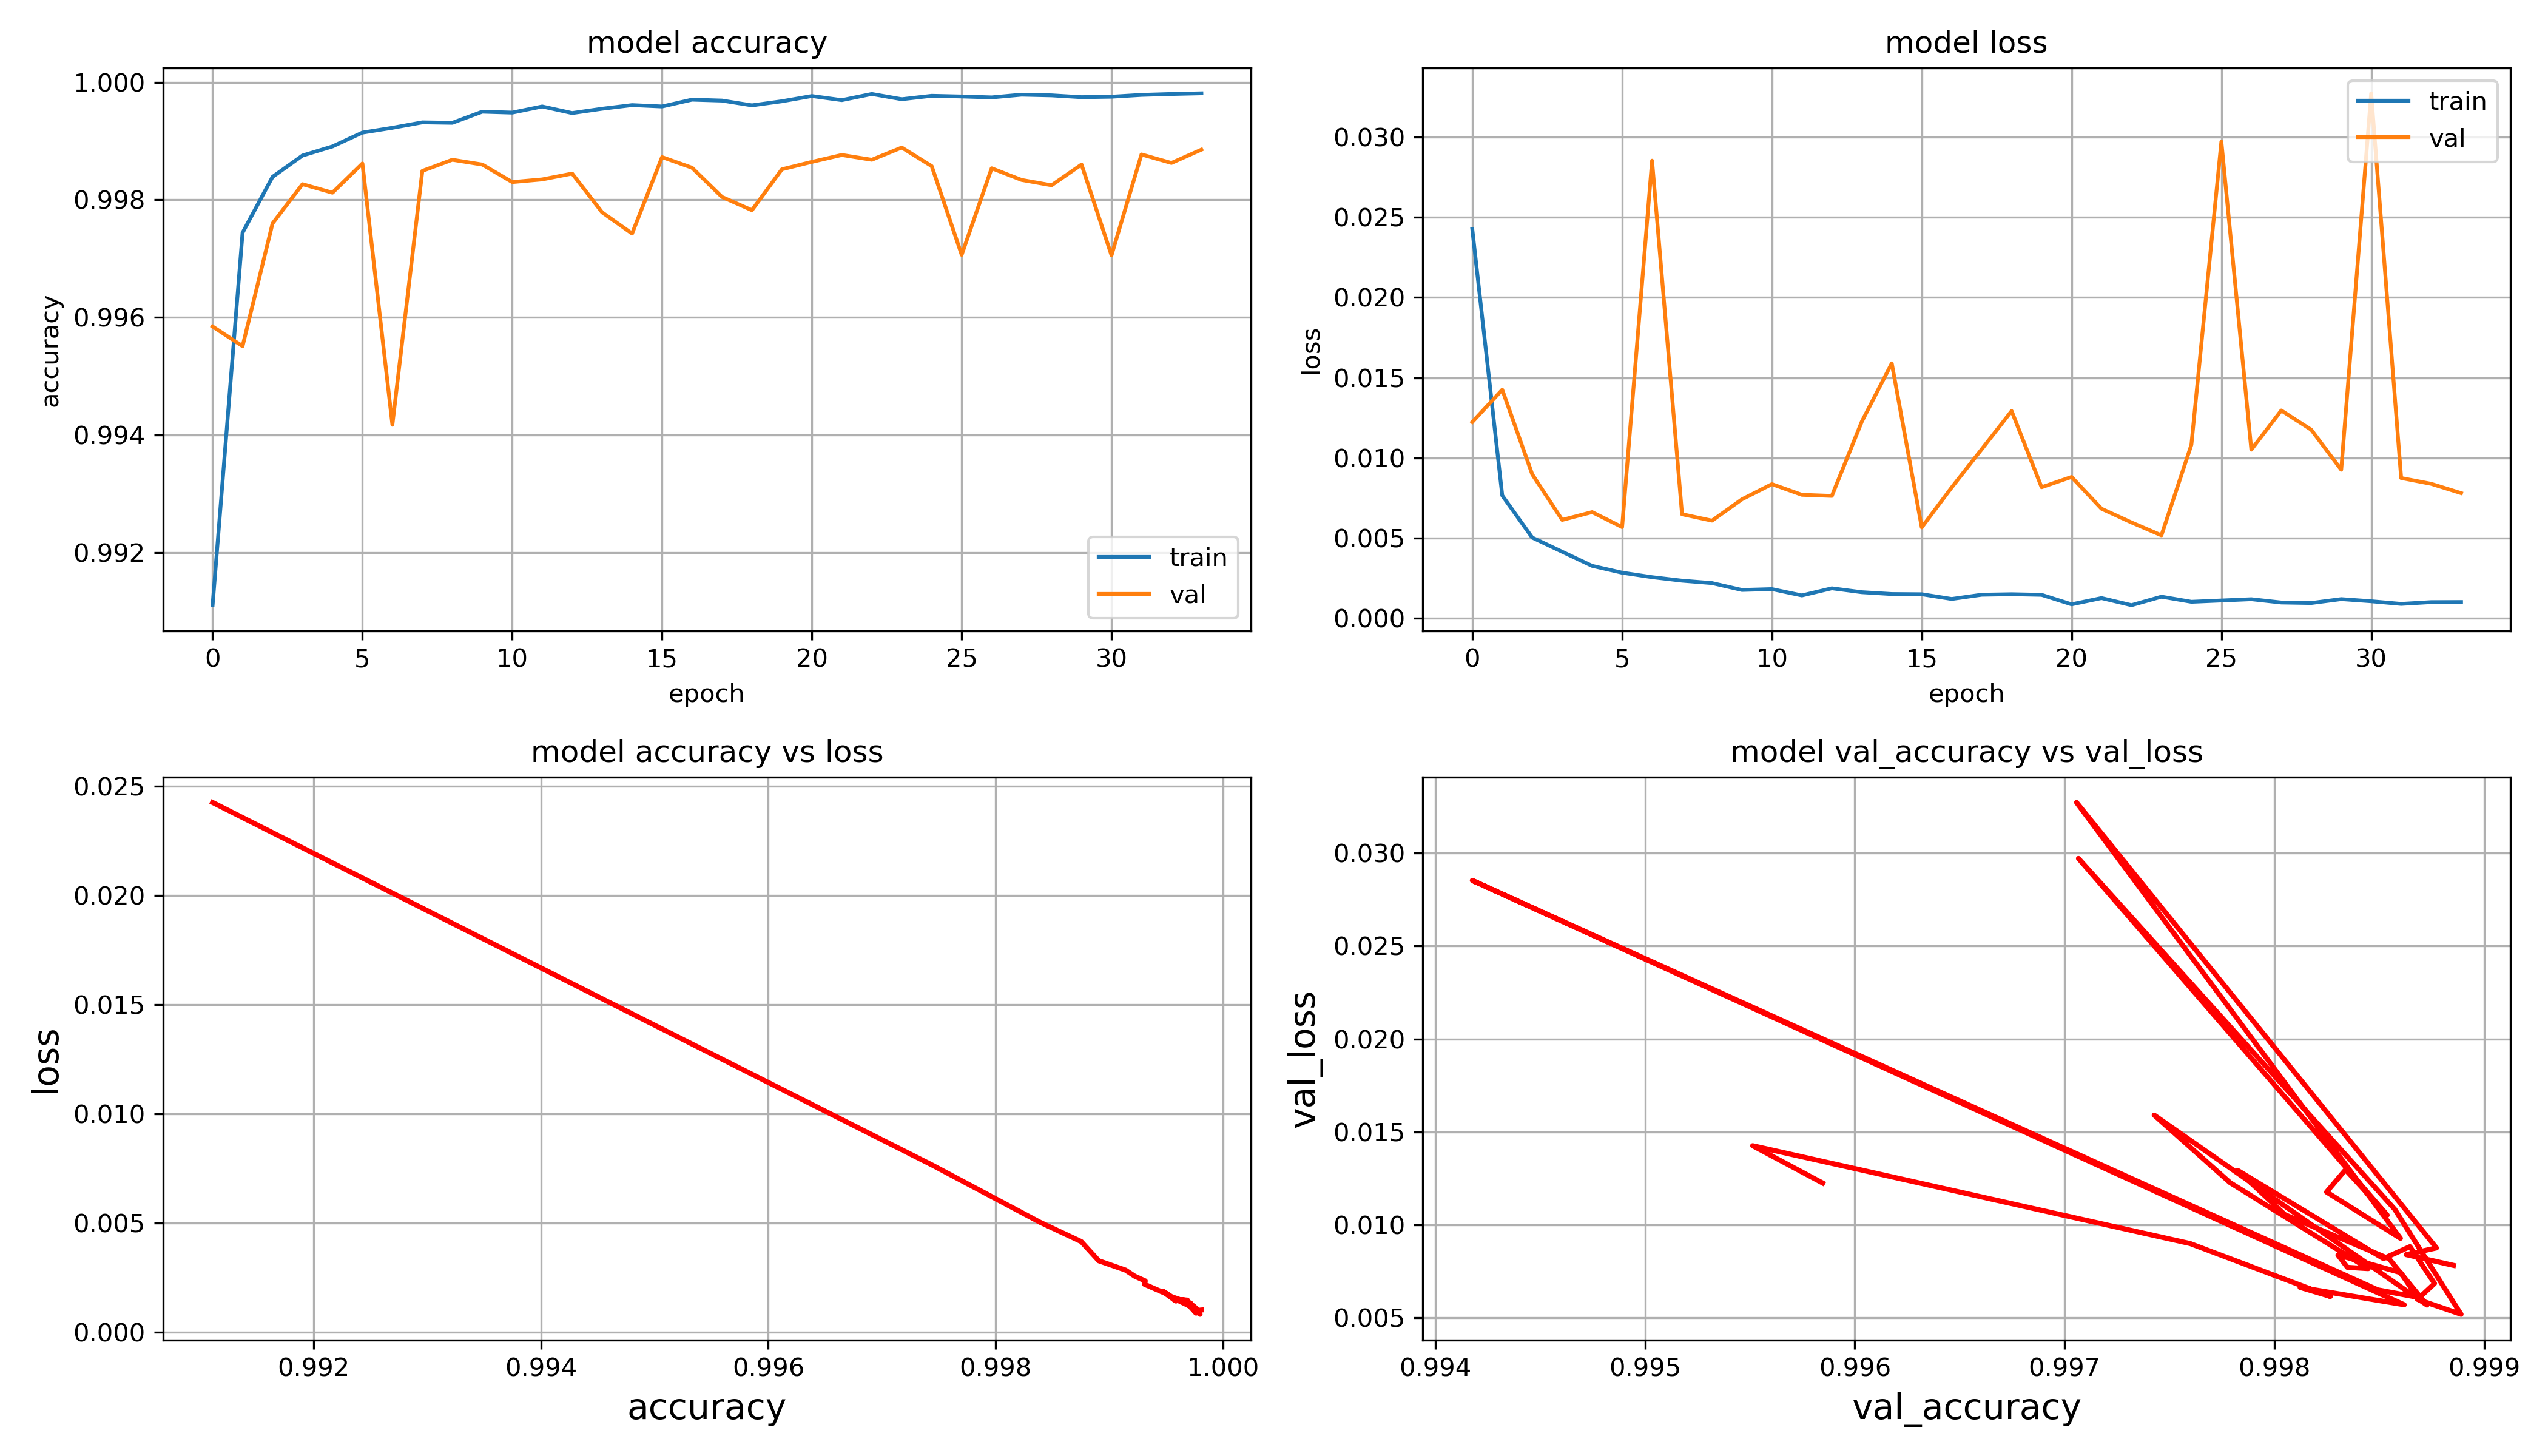 model accuracy
1.000
0.998
0.996
0.994
0.992
accuracy
train
val
0 5 10 15 20 25 30
epoch
model loss
0.030
0.025
0.020
0.015
0.010
0.005
0.000
loss
train
val
0 5 10 15 20 25 30
epoch
model accuracy vs loss
0.025
0.020
0.015
0.010
0.005
0.000
loss
0.992 0.994 0.996 0.998 1.000
accuracy
model val_accuracy vs val_loss
0.030
0.025
0.020
0.015
0.010
0.005
val_loss
0.994 0.995 0.996 0.997 0.998 0.999
val_accuracy